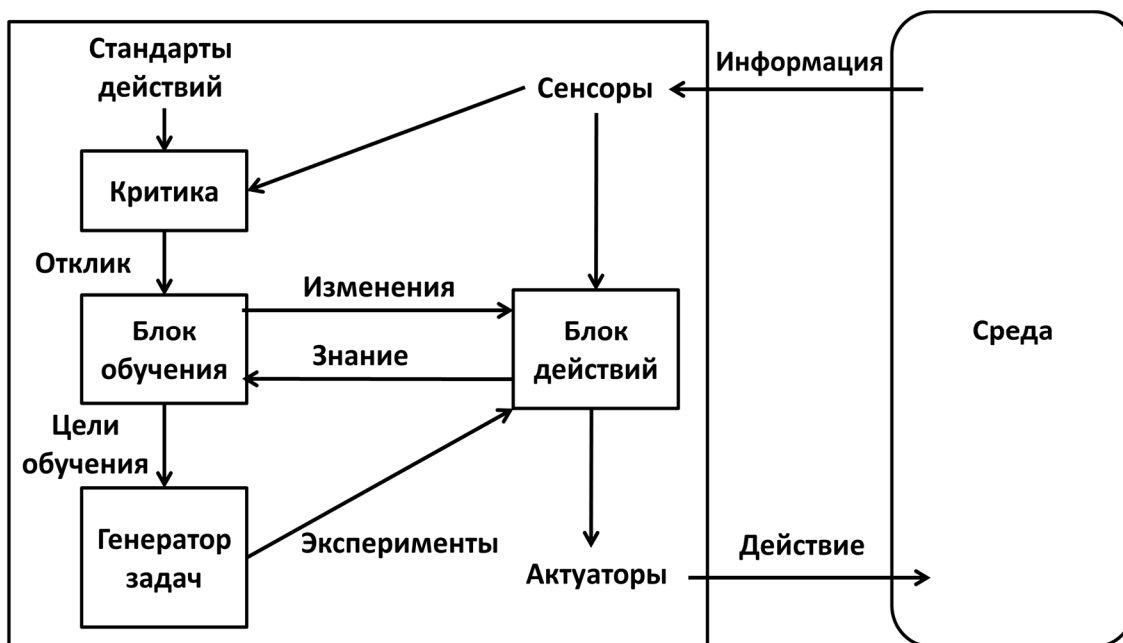 Стандарты
действий
Сенсоры
Информация
Критика
Отклик
Изменения
Блок
обучения
Знание
Блок
действий
Среда
Цели
обучения
Генератор
задач
Эксперименты
Актуаторы
Действие